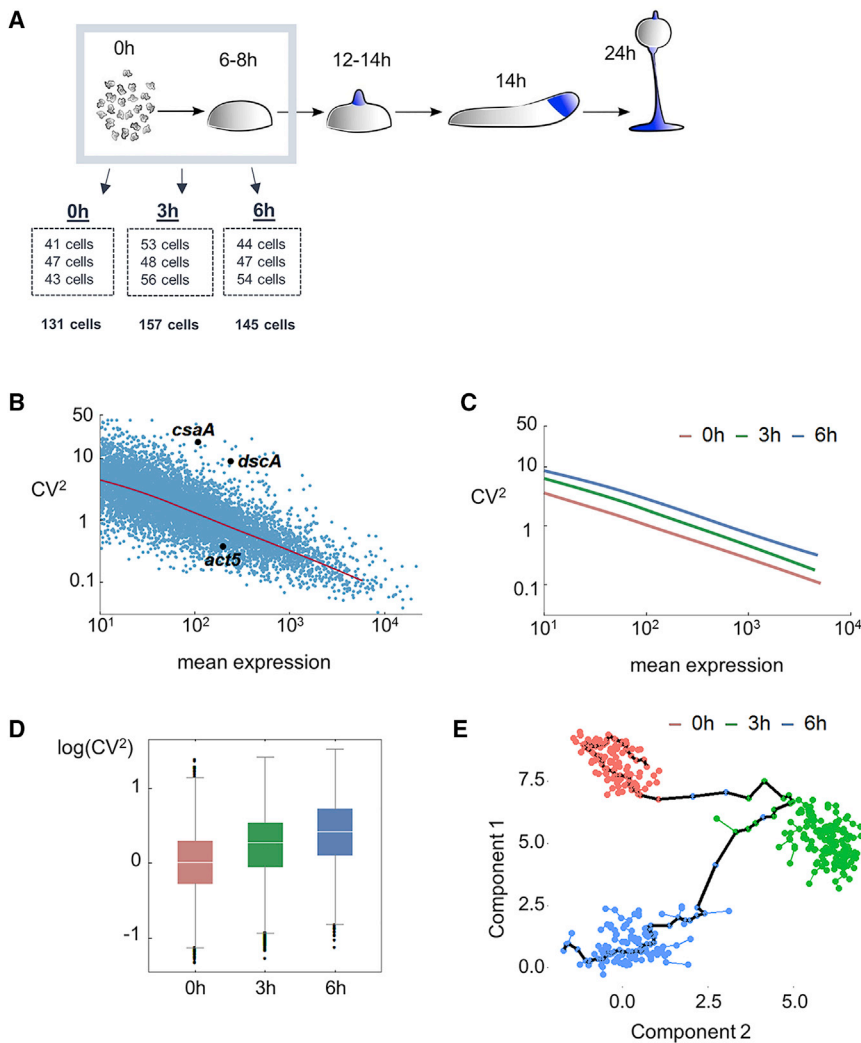 A
0h
6-8h
12-14h
14h
24h
0h 3h 6h
41 cells 53 cells 44 cells
47 cells 48 cells 47 cells
43 cells 56 cells 54 cells
131 cells 157 cells 145 cells
B
50
10
CV²
1
0.1
csaA
dscA
act5
10¹ 10² 10³ 10⁴
mean expression
C
0h 3h 6h
50
10
CV²
1
0.1
10¹ 10² 10³ 10⁴
mean expression
D
log(CV²)
1
0
-1
0h 3h 6h
E
0h 3h 6h
Component 1
7.5
5.0
2.5
0.0
0.0 2.5 5.0
Component 2